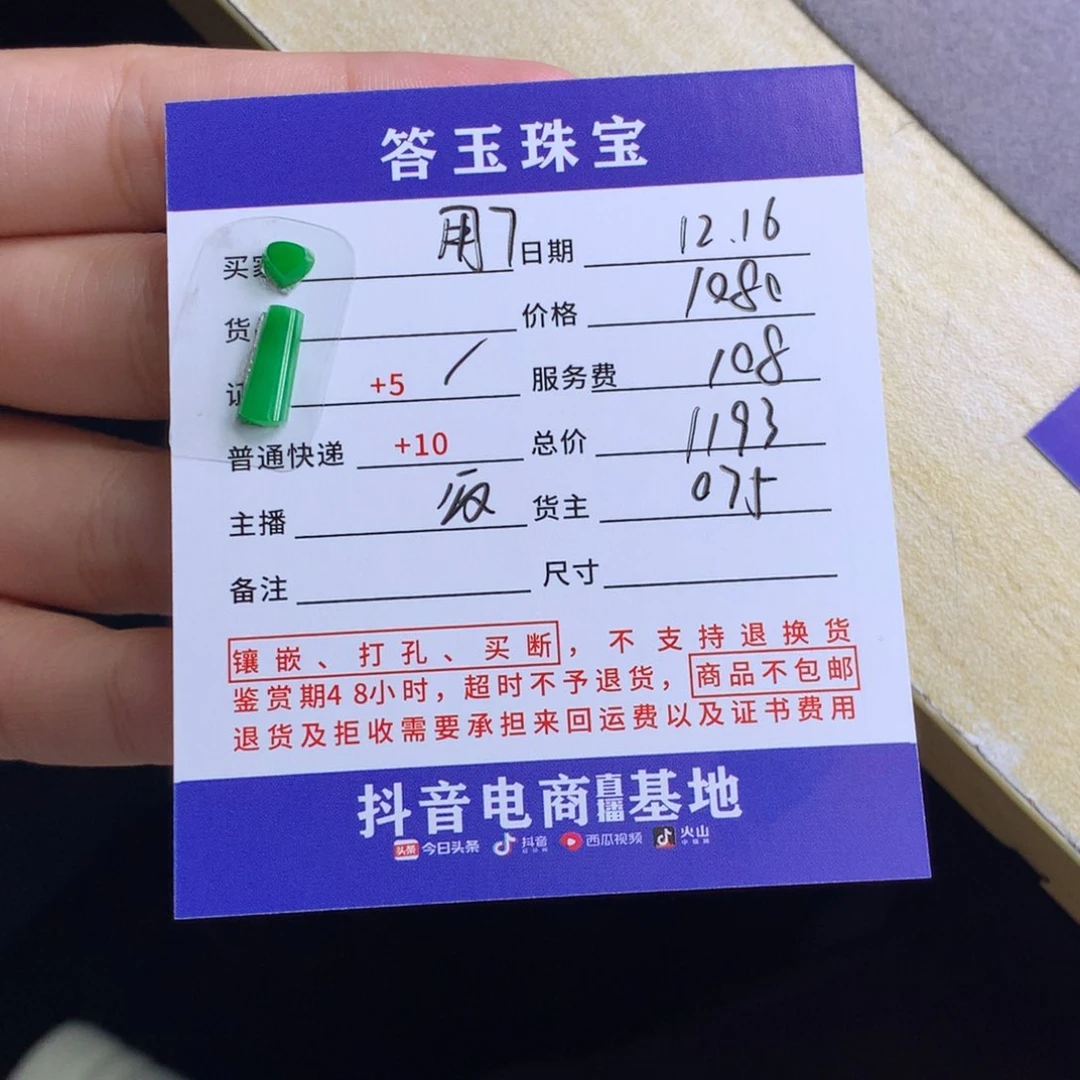 答玉珠宝
买家 用7 日期 12.16
货 价格 1080
证 +5 / 服务费 108
普通快递 +10 总价 1193
主播 货主 075
备注 尺寸
镶嵌、打孔、买断，不支持退换货
鉴赏期48小时，超时不予退货，商品不包邮
退货及拒收需要承担来回运费以及证书费用
抖音电商直播基地
头条 今日头条 抖音 西瓜视频 火山